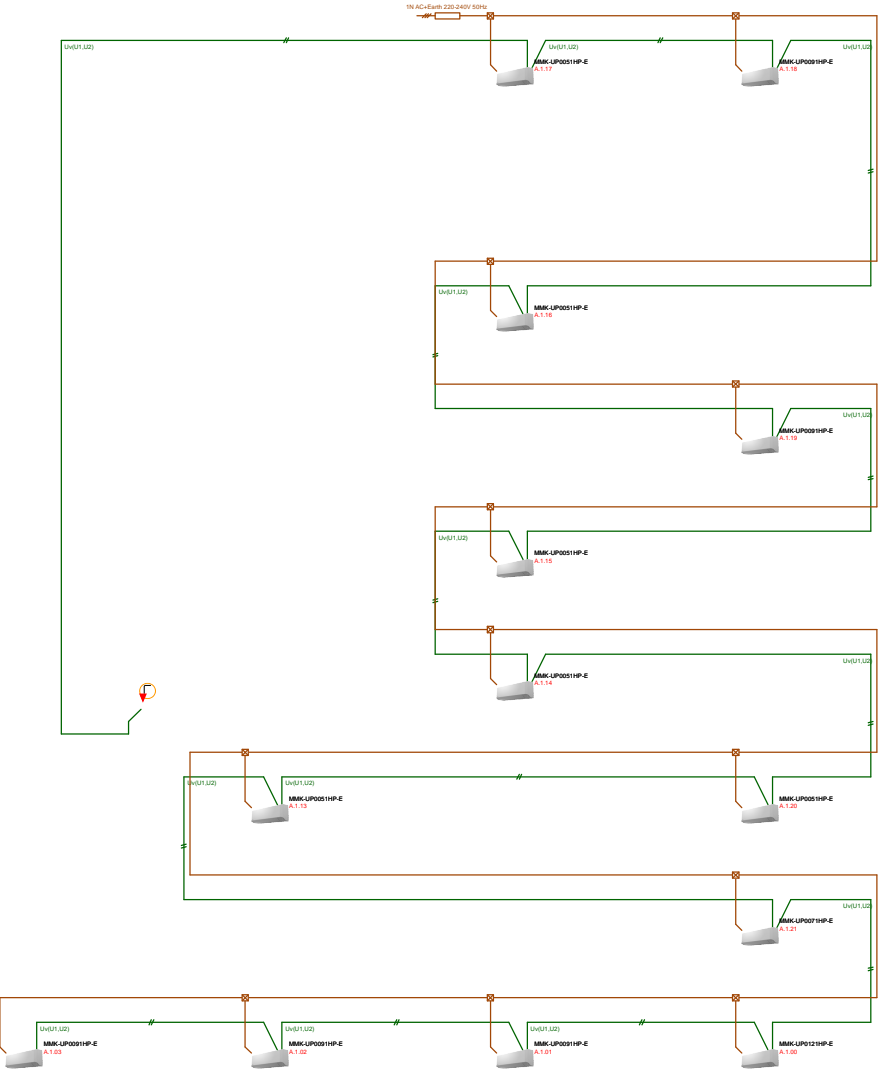 1N AC+Earth 220-240V 50Hz
Uv(U1,U2)
Uv(U1,U2)
Uv(U1,U2)
MMK-UP0051HP-E
A.1.17
MMK-UP0091HP-E
A.1.18
Uv(U1,U2)
MMK-UP0051HP-E
A.1.16
Uv(U1,U2)
MMK-UP0091HP-E
A.1.19
Uv(U1,U2)
MMK-UP0051HP-E
A.1.15
Uv(U1,U2)
MMK-UP0051HP-E
A.1.14
Uv(U1,U2)
Uv(U1,U2)
MMK-UP0051HP-E
A.1.13
MMK-UP0051HP-E
A.1.20
Uv(U1,U2)
MMK-UP0071HP-E
A.1.21
Uv(U1,U2)
Uv(U1,U2)
Uv(U1,U2)
MMK-UP0091HP-E
A.1.03
MMK-UP0091HP-E
A.1.02
MMK-UP0091HP-E
A.1.01
MMK-UP0121HP-E
A.1.00